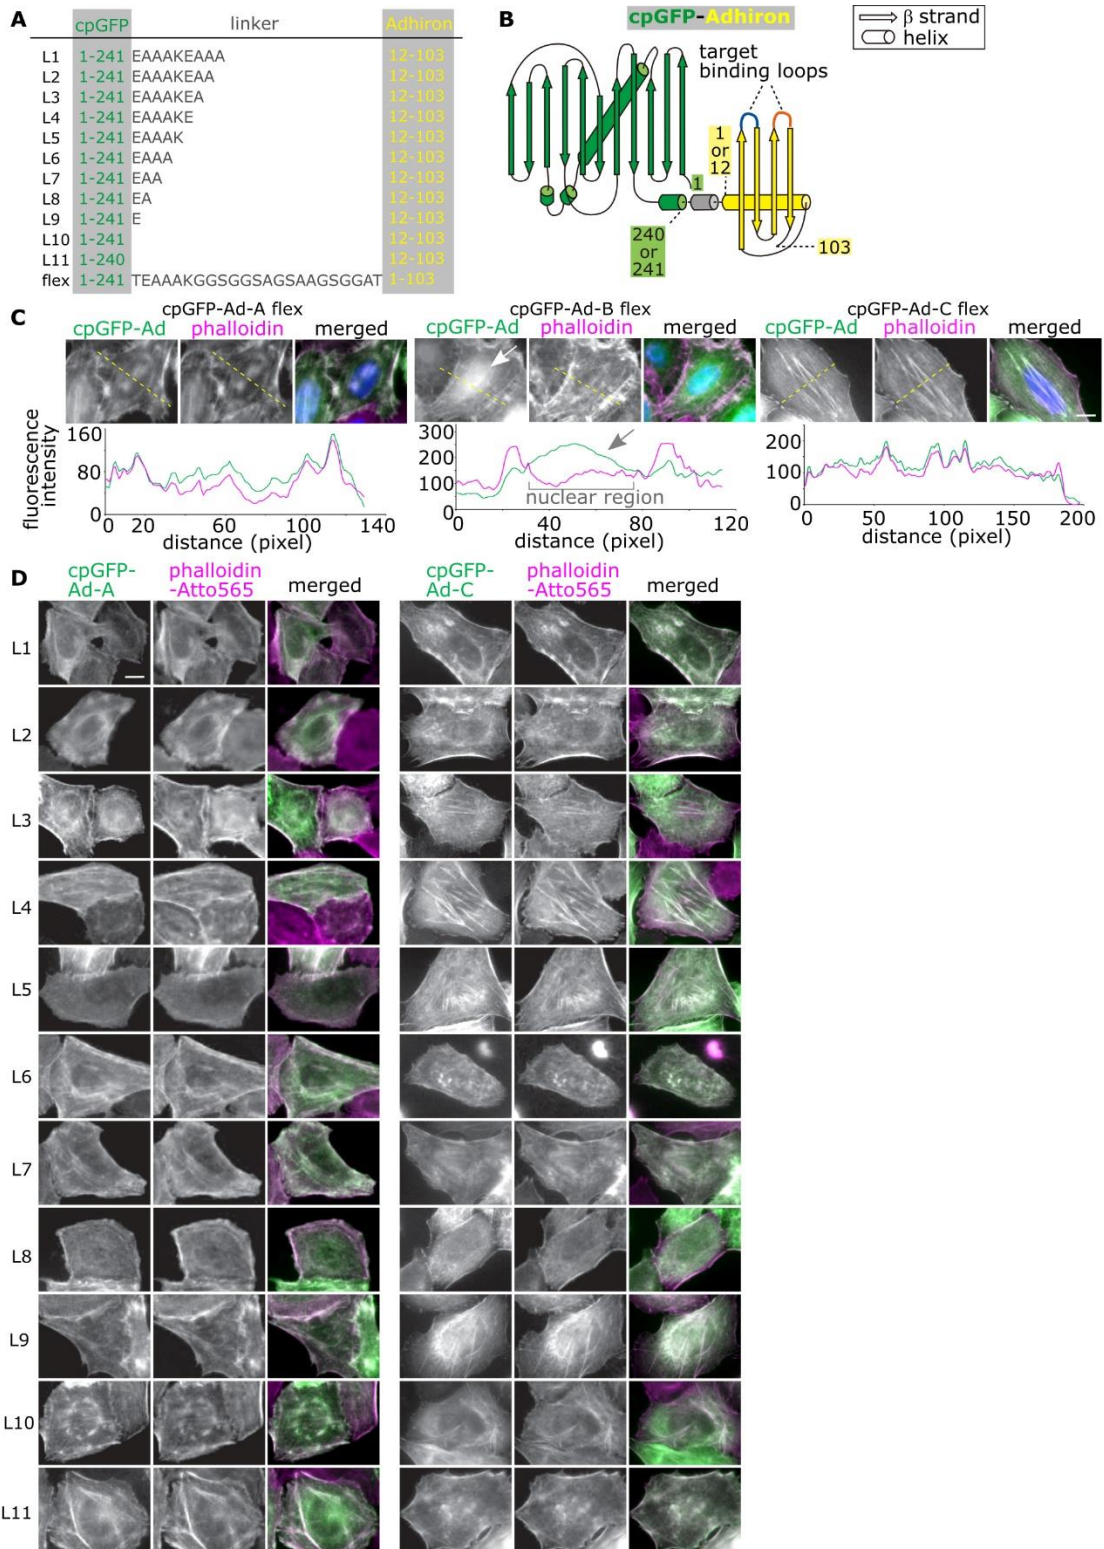 A
cpGFP linker Adhiron
L1 1-241 EAAAKEAAA 12-103
L2 1-241 EAAAKEAA 12-103
L3 1-241 EAAAKEA 12-103
L4 1-241 EAAAKE 12-103
L5 1-241 EAAAK 12-103
L6 1-241 EAAA 12-103
L7 1-241 EAA 12-103
L8 1-241 EA 12-103
L9 1-241 E 12-103
L10 1-241 12-103
L11 1-240 12-103
flex 1-241 TEAAAKGGSGGSAGSAAGSGGAT 1-103
B
cpGFP-Adhiron
β strand
helix
target
binding loops
1
or
12
1
240
or
241
103
C
cpGFP-Ad-A flex
cpGFP-Ad phalloidin merged
fluorescence
intensity
160
80
0
0 20 60 100 140
distance (pixel)
cpGFP-Ad-B flex
cpGFP-Ad phalloidin merged
300
200
100
0
nuclear region
0 40 80 120
distance (pixel)
cpGFP-Ad-C flex
cpGFP-Ad phalloidin merged
200
100
0
0 50 100 150 200
distance (pixel)
D
cpGFP-
Ad-A
phalloidin
-Atto565
merged
cpGFP-
Ad-C
phalloidin
-Atto565
merged
L1
L2
L3
L4
L5
L6
L7
L8
L9
L10
L11